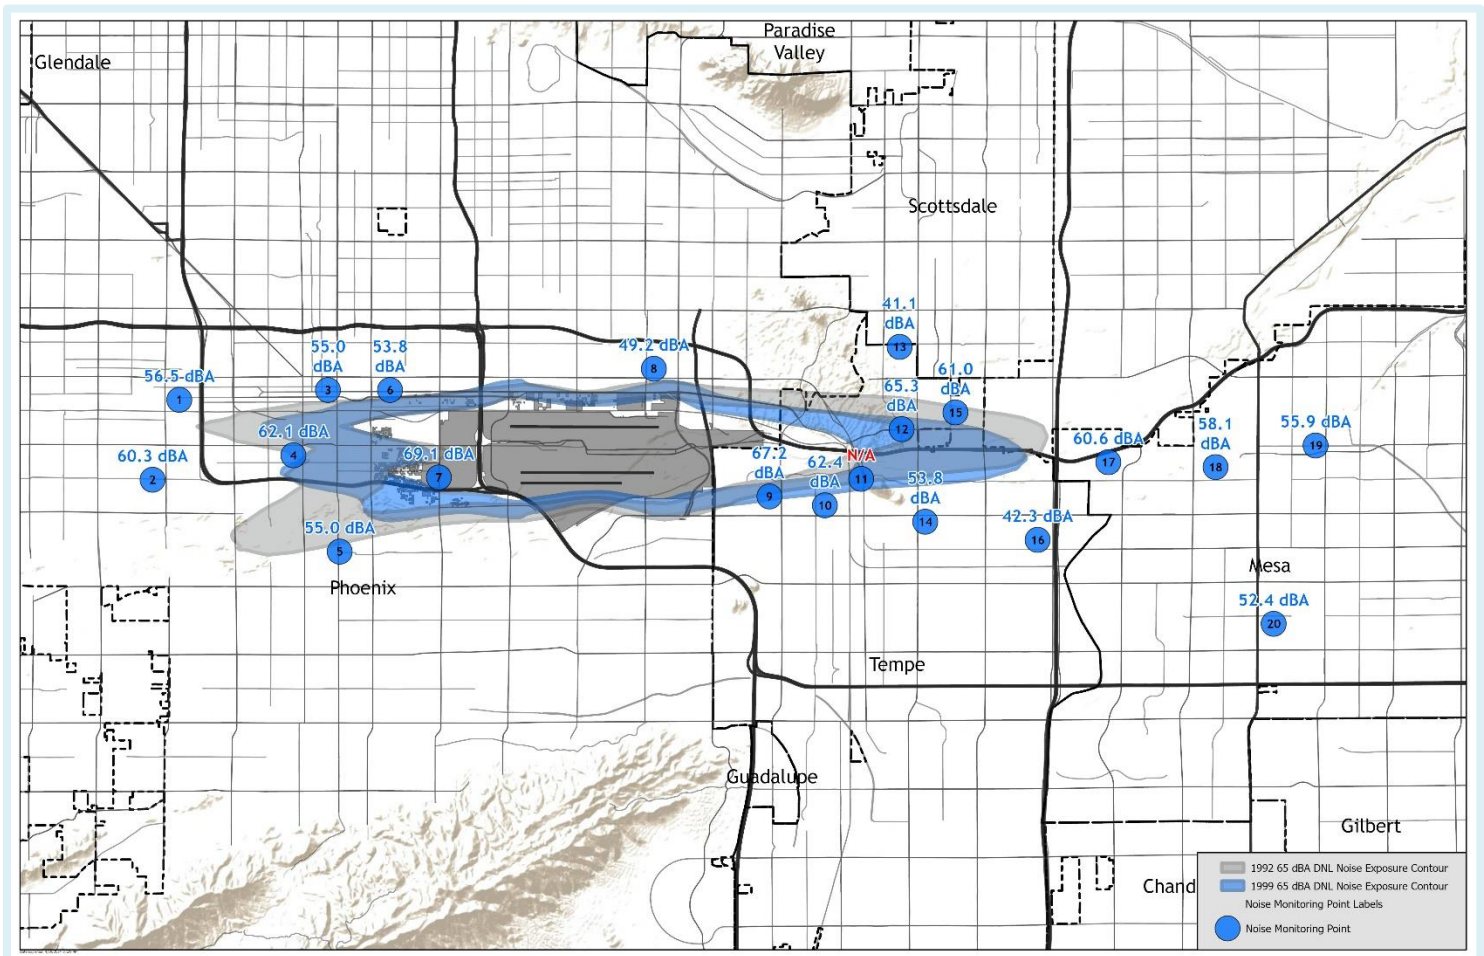 Paradise
Valley
Glendale
Scottsdale
41.1
dBA
13
55.0
dBA
3
53.8
dBA
6
49.2 dBA
8
56.5 dBA
1
61.0
dBA
15
65.3
dBA
12
62.1 dBA
4
60.3 dBA
2
69.1 dBA
7
67.2
dBA
9
62.4
dBA
10
N/A
11
53.8
dBA
14
60.6 dBA
17
58.1
dBA
18
55.9 dBA
19
42.3 dBA
16
55.0 dBA
5
Phoenix
Mesa
52.4 dBA
20
Tempe
Guadalupe
Gilbert
Chand
1992 65 dBA DNL Noise Exposure Contour
1999 65 dBA DNL Noise Exposure Contour
Noise Monitoring Point Labels
Noise Monitoring Point